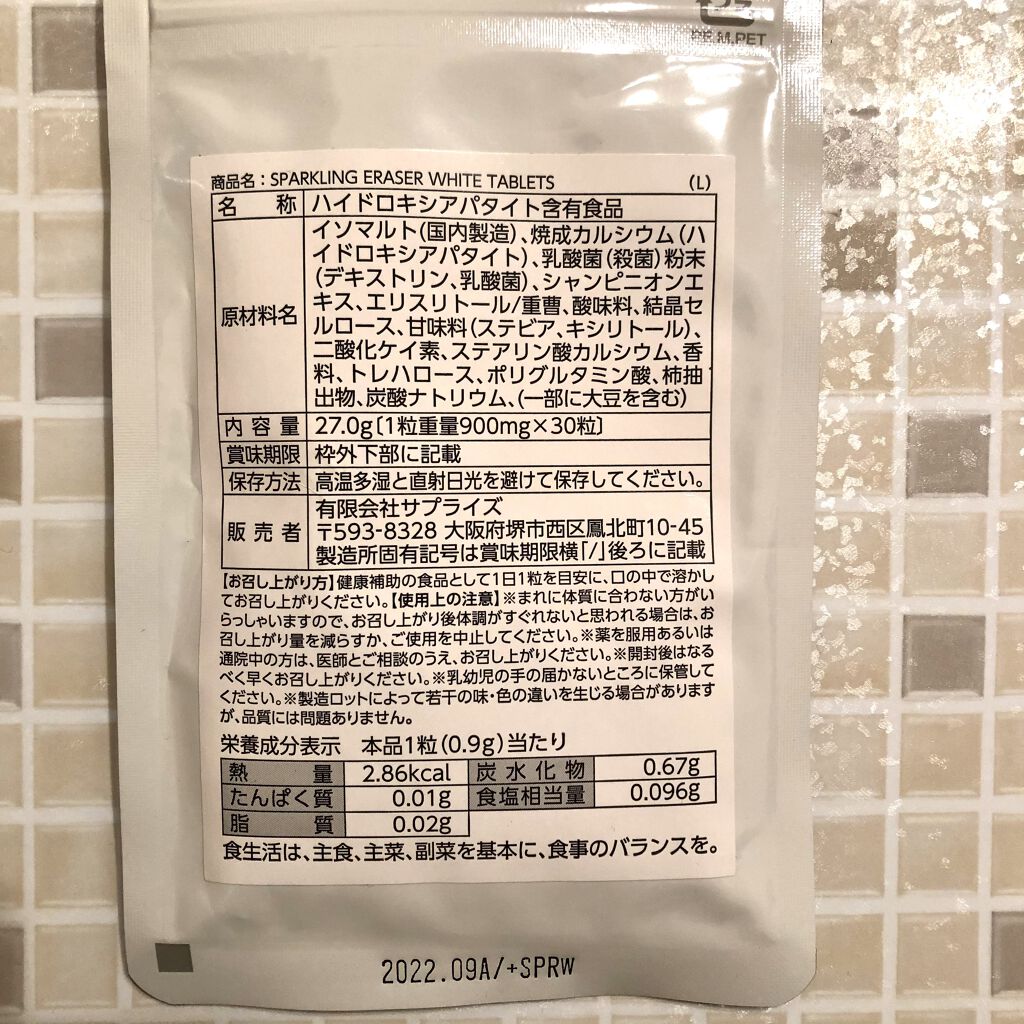 PE,M,PET
商品名：SPARKLING ERASER WHITE TABLETS (L)
名称 ハイドロキシアパタイト含有食品
原材料名 イソマルト(国内製造)、焼成カルシウム(ハ
イドロキシアパタイト)、乳酸菌(殺菌)粉末
(デキストリン、乳酸菌)、シャンピニオンエ
キス、エリスリトール/重曹、酸味料、結晶セ
ルロース、甘味料(ステビア、キシリトール)、
二酸化ケイ素、ステアリン酸カルシウム、香
料、トレハロース、ポリグルタミン酸、柿抽
出物、炭酸ナトリウム、(一部に大豆を含む)
内容量 27.0g〔1粒重量900mg×30粒〕
賞味期限 枠外下部に記載
保存方法 高温多湿と直射日光を避けて保存してください。
販売者 有限会社サプライズ
〒593-8328 大阪府堺市西区鳳北町10-45
製造所固有記号は賞味期限横「/」後ろに記載
【お召し上がり方】健康補助の食品として1日1粒を目安に、口の中で溶かし
てお召し上がりください。【使用上の注意】※まれに体質に合わない方がい
らっしゃいますので、お召し上がり後体調がすぐれないと思われる場合は、お
召し上がり量を減らすか、ご使用を中止してください。※薬を服用あるいは
通院中の方は、医師とご相談のうえ、お召し上がりください。※開封後はなる
べく早くお召し上がりください。※乳幼児の手の届かないところに保管して
ください。※製造ロットによって若干の味・色の違いを生じる場合があります
が、品質には問題ありません。
栄養成分表示 本品1粒(0.9g)当たり
熱量 2.86kcal 炭水化物 0.67g
たんぱく質 0.01g 食塩相当量 0.096g
脂質 0.02g
食生活は、主食、主菜、副菜を基本に、食事のバランスを。
2022.09A/+SPRW